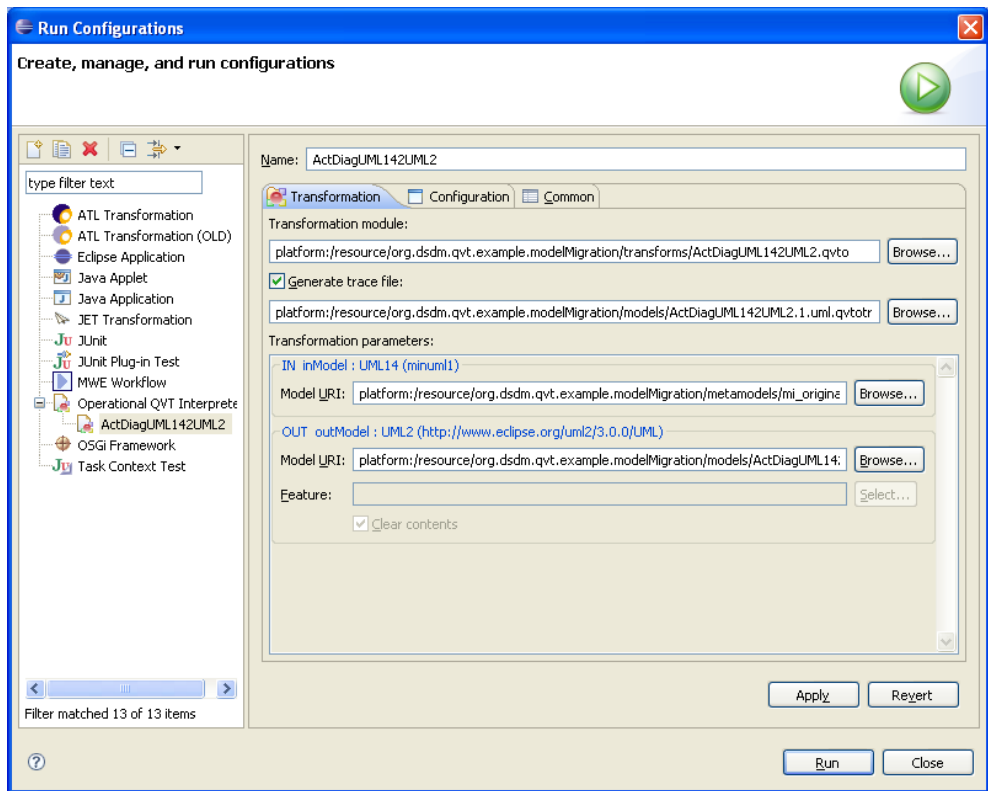 Run Configurations
Create, manage, and run configurations
type filter text
ATL Transformation
ATL Transformation (OLD)
Eclipse Application
Java Applet
Java Application
JET Transformation
JUnit
JUnit Plug-in Test
MWE Workflow
Operational QVT Interprete
ActDiagUML142UML2
OSGi Framework
Task Context Test
Filter matched 13 of 13 items
Name: ActDiagUML142UML2
Transformation Configuration Common
Transformation module:
platform:/resource/org.dsdm.qvt.example.modelMigration/transforms/ActDiagUML142UML2.qvto Browse...
Generate trace file:
platform:/resource/org.dsdm.qvt.example.modelMigration/models/ActDiagUML142UML2.1.uml.qvtotr Browse...
Transformation parameters:
IN inModel : UML14 (minuml1)
Model URI: platform:/resource/org.dsdm.qvt.example.modelMigration/metamodels/mi_origina Browse...
OUT outModel : UML2 (http://www.eclipse.org/uml2/3.0.0/UML)
Model URI: platform:/resource/org.dsdm.qvt.example.modelMigration/models/ActDiagUML14 Browse...
Feature: Select...
Clear contents
Apply Revert
? Run Close